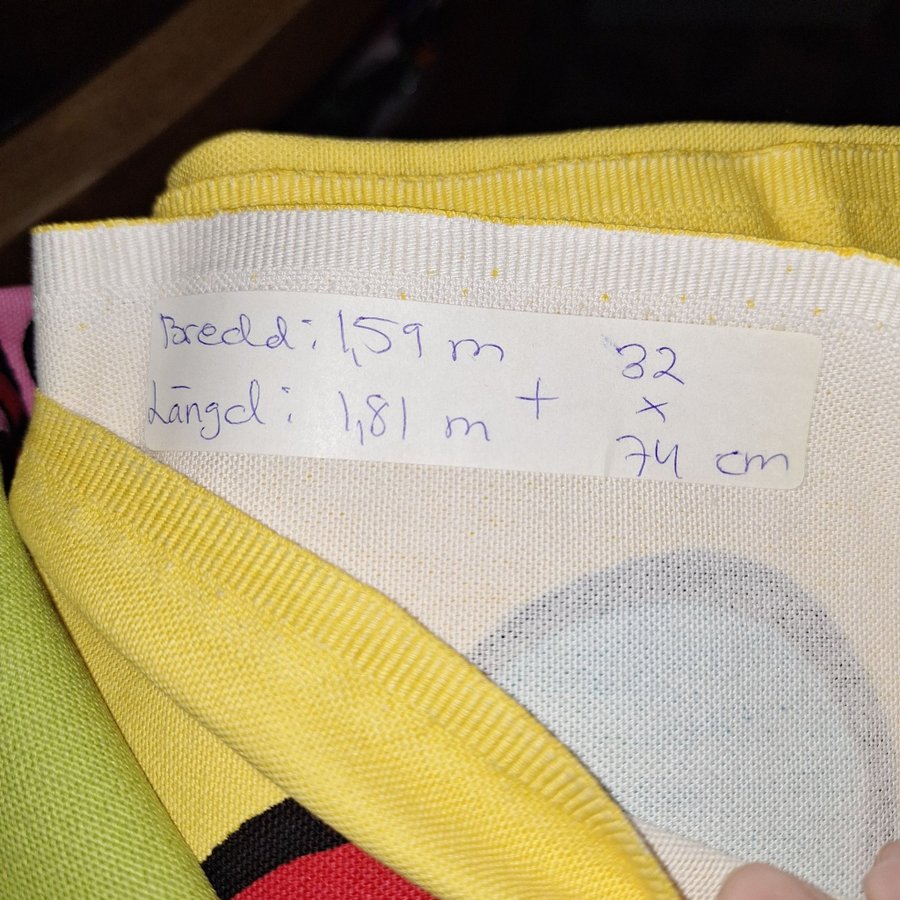 Bredd: 1,59 m
Längd: 1,81 m
+
32
x
74 cm